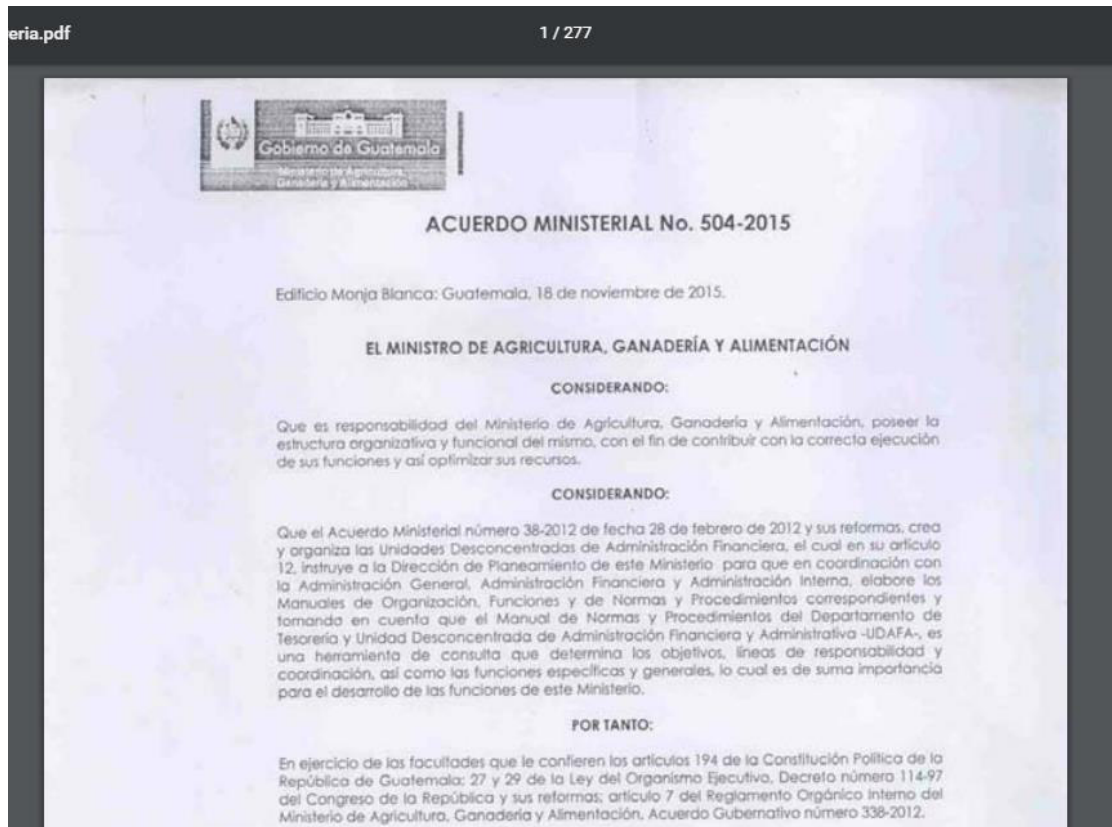 eria.pdf
1 / 277
Gobierno de Guatemala
Ministerio de Agricultura,
Ganadería y Alimentación
ACUERDO MINISTERIAL No. 504-2015
Edificio Monja Blanca: Guatemala, 18 de noviembre de 2015.
EL MINISTRO DE AGRICULTURA, GANADERÍA Y ALIMENTACIÓN
CONSIDERANDO:
Que es responsabilidad del Ministerio de Agricultura, Ganadería y Alimentación, poseer la
estructura organizativa y funcional del mismo, con el fin de contribuir con la correcta ejecución
de sus funciones y así optimizar sus recursos.
CONSIDERANDO:
Que el Acuerdo Ministerial número 38-2012 de fecha 28 de febrero de 2012 y sus reformas, crea
y organiza las Unidades Desconcentradas de Administración Financiera, el cual en su artículo
12, instruye a la Dirección de Planeamiento de este Ministerio para que en coordinación con
la Administración General, Administración Financiera y Administración Interna, elabore los
Manuales de Organización, Funciones y de Normas y Procedimientos correspondientes y
tomando en cuenta que el Manual de Normas y Procedimientos del Departamento de
Tesorería y Unidad Desconcentrada de Administración Financiera y Administrativa -UDAFA-, es
una herramienta de consulta que determina los objetivos, líneas de responsabilidad y
coordinación, así como las funciones específicas y generales, lo cual es de suma importancia
para el desarrollo de las funciones de este Ministerio.
POR TANTO:
En ejercicio de las facultades que le confieren los artículos 194 de la Constitución Política de la
República de Guatemala; 27 y 29 de la Ley del Organismo Ejecutivo, Decreto número 114-97
del Congreso de la República y sus reformas; artículo 7 del Reglamento Orgánico Interno del
Ministerio de Agricultura, Ganadería y Alimentación, Acuerdo Gubernativo número 338-2012.